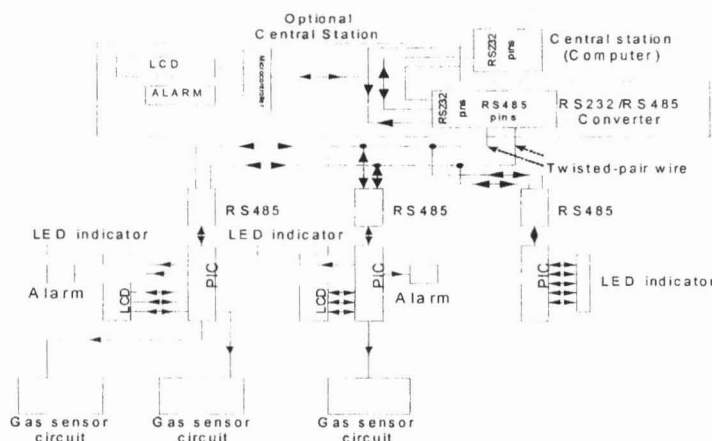 Optional
Central Station
LCD
ALARM
Microcontroller
RS232
pins
Central station
(Computer)
RS232
pins
RS485
pins
RS232/RS485
Converter
Twisted-pair wire
RS485
RS485
RS485
LED indicator
LED indicator
PIC
PIC
PIC
LED indicator
Alarm
LCD
LCD
Alarm
Gas sensor
circuit
Gas sensor
circuit
Gas sensor
circuit